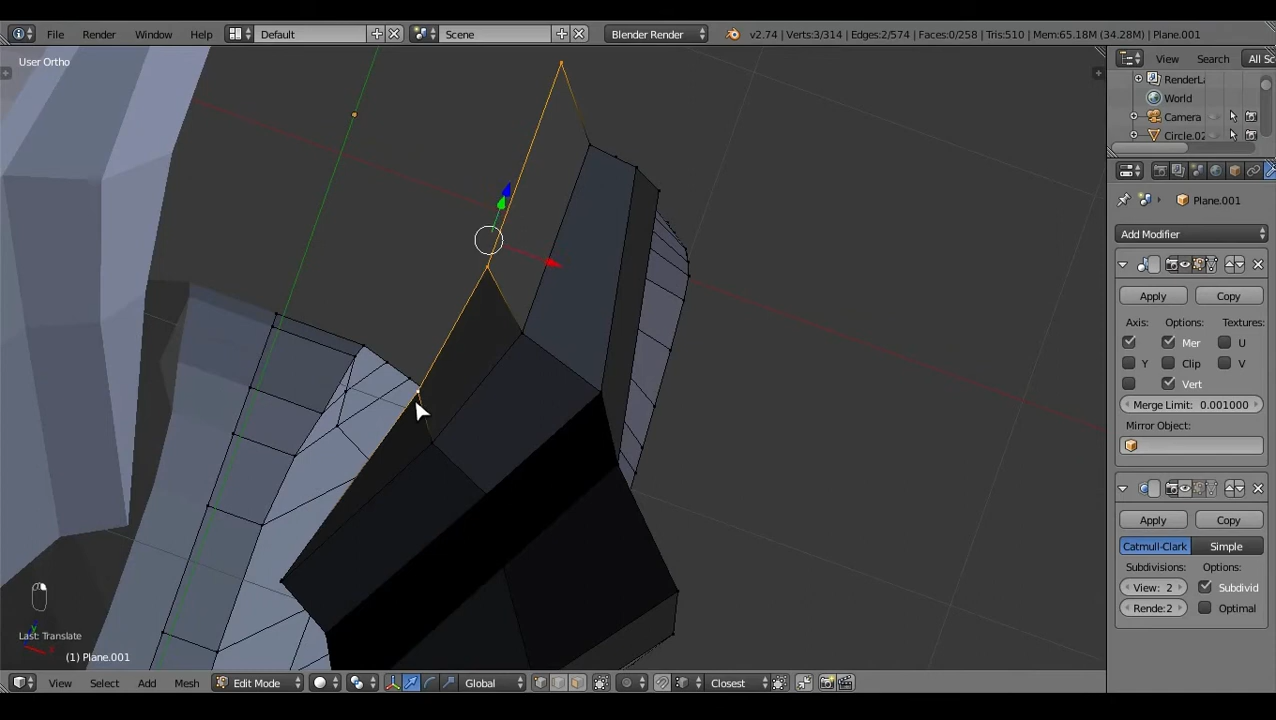 File Render Window Help Default Scene Blender Render v2.74 | Verts:3/314 | Edges:2/574 | Faces:0/258 | Tris:510 | Mem:65.18M (34.28M) | Plane.001
User Ortho
View Search All Sc
RenderLa
World
Camera
Circle.02
Plane.001
Add Modifier
Apply Copy
Axis: Options: Textures:
Mer U
Y Clip V
Vert
Merge Limit: 0.001000
Mirror Object:
Apply Copy
Catmull-Clark Simple
Subdivisions: Options:
View: 2 Subdivid
Rende:2 Optimal
Last: Translate
(1) Plane.001
View Select Add Mesh Edit Mode Global Closest